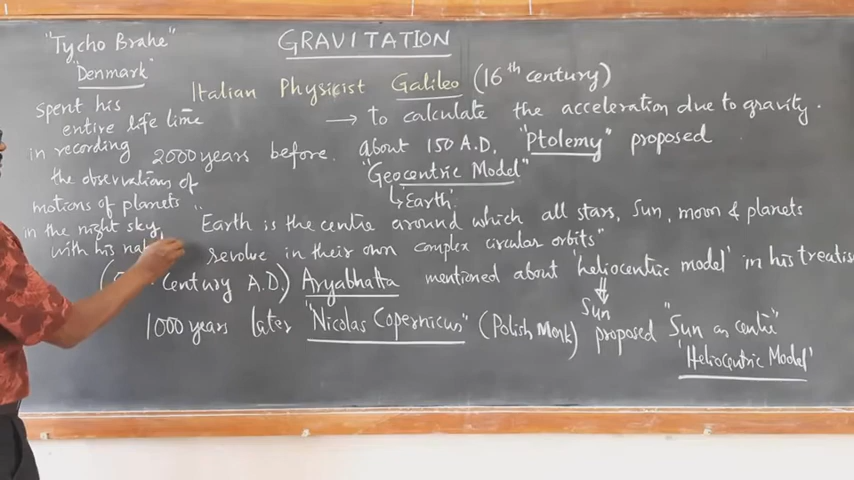 GRAVITATION
"Tycho Brahe"
"Denmark"
spent his
entire life time
in recording
the observations of
motions of planets
in the night sky,
with his
Italian Physicist Galileo (16th century)
→ to calculate the acceleration due to gravity.
2000 years before. About 150 A.D. "Ptolemy" proposed
"Geocentric Model"
↳ Earth.
"Earth is the centre around which all stars, Sun, moon & planets
revolve in their own complex circular orbits"
Century A.D.) Aryabhatta mentioned about 'heliocentric model' in his treatise
⇓
Sun
1000 years later "Nicolas Copernicus" (Polish Monk) proposed "Sun as centre"
'Heliocentric Model'